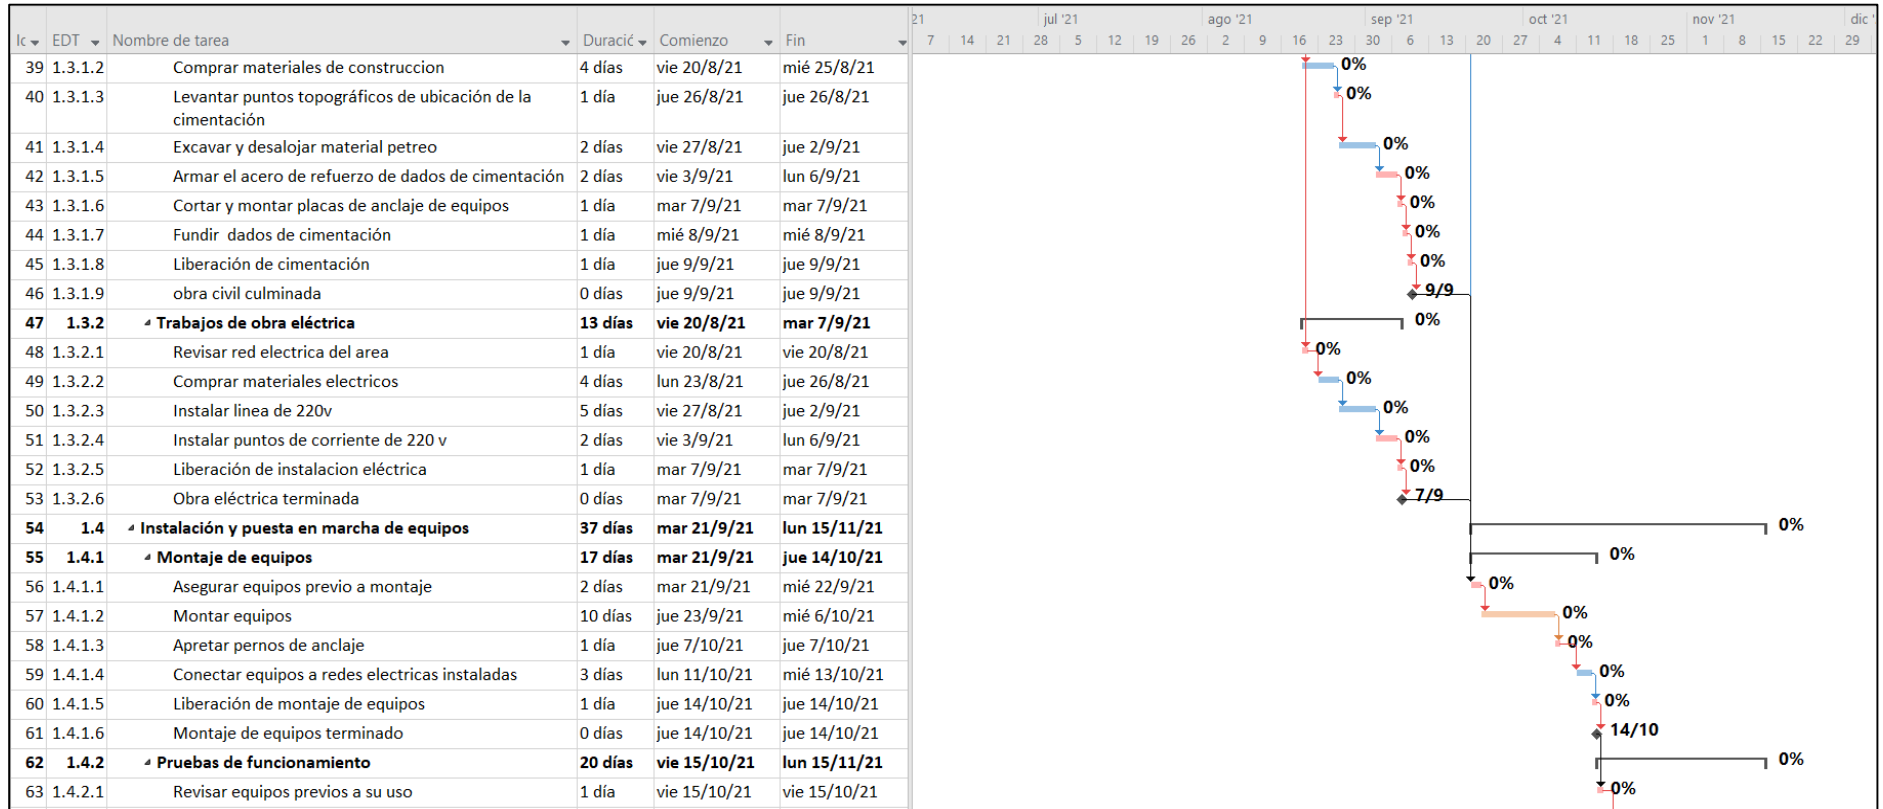 21 jul '21 ago '21 sep '21 oct '21 nov '21 dic '
Ic EDT Nombre de tarea Duració Comienzo Fin 7 14 21 28 5 12 19 26 2 9 16 23 30 6 13 20 27 4 11 18 25 1 8 15 22 29
39 1.3.1.2 Comprar materiales de construccion 4 días vie 20/8/21 mié 25/8/21 0%
40 1.3.1.3 Levantar puntos topográficos de ubicación de la 1 día jue 26/8/21 jue 26/8/21 0%
cimentación
41 1.3.1.4 Excavar y desalojar material petreo 2 días vie 27/8/21 jue 2/9/21 0%
42 1.3.1.5 Armar el acero de refuerzo de dados de cimentación 2 días vie 3/9/21 lun 6/9/21 0%
43 1.3.1.6 Cortar y montar placas de anclaje de equipos 1 día mar 7/9/21 mar 7/9/21 0%
44 1.3.1.7 Fundir dados de cimentación 1 día mié 8/9/21 mié 8/9/21 0%
45 1.3.1.8 Liberación de cimentación 1 día jue 9/9/21 jue 9/9/21 0%
46 1.3.1.9 obra civil culminada 0 días jue 9/9/21 jue 9/9/21 9/9
47 1.3.2 Trabajos de obra eléctrica 13 días vie 20/8/21 mar 7/9/21 0%
48 1.3.2.1 Revisar red electrica del area 1 día vie 20/8/21 vie 20/8/21 0%
49 1.3.2.2 Comprar materiales electricos 4 días lun 23/8/21 jue 26/8/21 0%
50 1.3.2.3 Instalar linea de 220v 5 días vie 27/8/21 jue 2/9/21 0%
51 1.3.2.4 Instalar puntos de corriente de 220 v 2 días vie 3/9/21 lun 6/9/21 0%
52 1.3.2.5 Liberación de instalacion eléctrica 1 día mar 7/9/21 mar 7/9/21 0%
53 1.3.2.6 Obra eléctrica terminada 0 días mar 7/9/21 mar 7/9/21 7/9
54 1.4 Instalación y puesta en marcha de equipos 37 días mar 21/9/21 lun 15/11/21 0%
55 1.4.1 Montaje de equipos 17 días mar 21/9/21 jue 14/10/21 0%
56 1.4.1.1 Asegurar equipos previo a montaje 2 días mar 21/9/21 mié 22/9/21 0%
57 1.4.1.2 Montar equipos 10 días jue 23/9/21 mié 6/10/21 0%
58 1.4.1.3 Apretar pernos de anclaje 1 día jue 7/10/21 jue 7/10/21 0%
59 1.4.1.4 Conectar equipos a redes electricas instaladas 3 días lun 11/10/21 mié 13/10/21 0%
60 1.4.1.5 Liberación de montaje de equipos 1 día jue 14/10/21 jue 14/10/21 0%
61 1.4.1.6 Montaje de equipos terminado 0 días jue 14/10/21 jue 14/10/21 14/10
62 1.4.2 Pruebas de funcionamiento 20 días vie 15/10/21 lun 15/11/21 0%
63 1.4.2.1 Revisar equipos previos a su uso 1 día vie 15/10/21 vie 15/10/21 0%